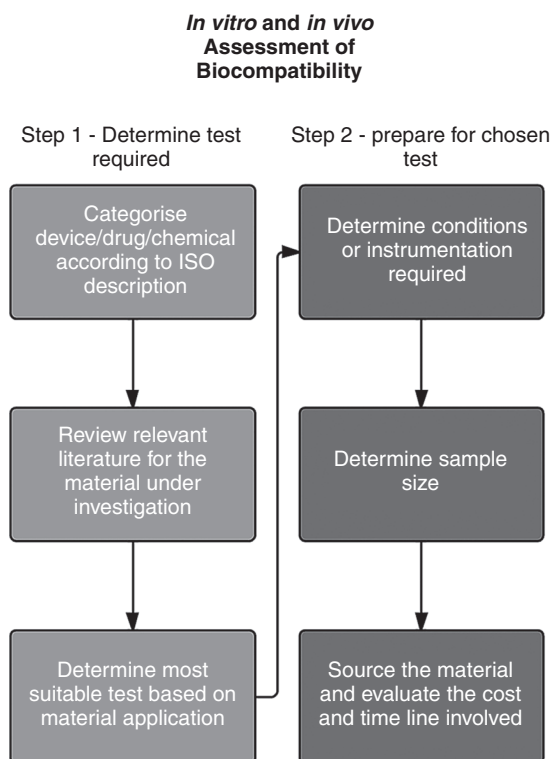 In vitro and in vivo
Assessment of
Biocompatibility
Step 1 - Determine test
required
Categorise
device/drug/chemical
according to ISO
description
Review relevant
literature for the
material under
investigation
Determine most
suitable test based on
material application
Step 2 - prepare for chosen
test
Determine conditions
or instrumentation
required
Determine sample
size
Source the material
and evaluate the cost
and time line involved